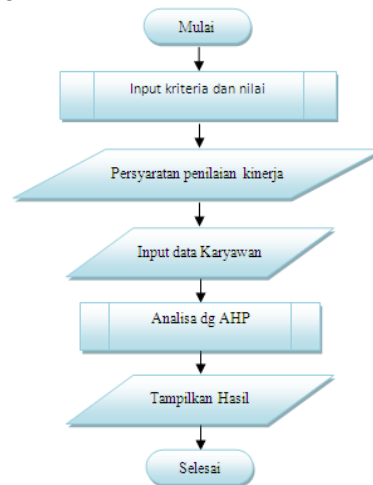 Mulai
Input kriteria dan nilai
Persyaratan penilaian kinerja
Input data Karyawan
Analisa dg AHP
Tampilkan Hasil
Selesai